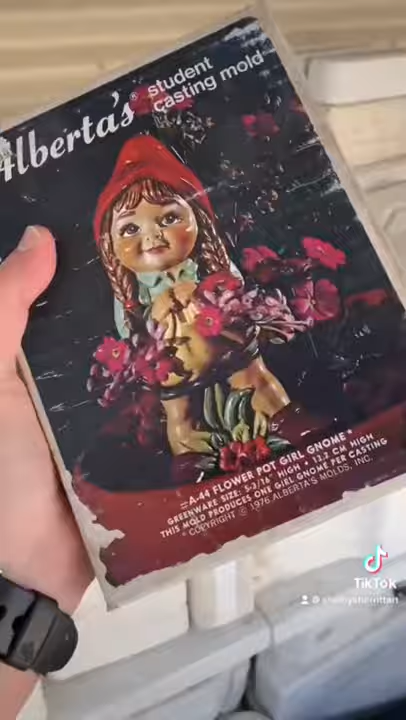 Alberta's®
student
casting mold
A-44 FLOWER POT GIRL GNOME*
GREENWARE SIZE: 5-3/16" HIGH • 13.2 CM HIGH
THIS MOLD PRODUCES ONE GIRL GNOME PER CASTING
*COPYRIGHT © 1976 ALBERTA'S MOLDS, INC.
TikTok